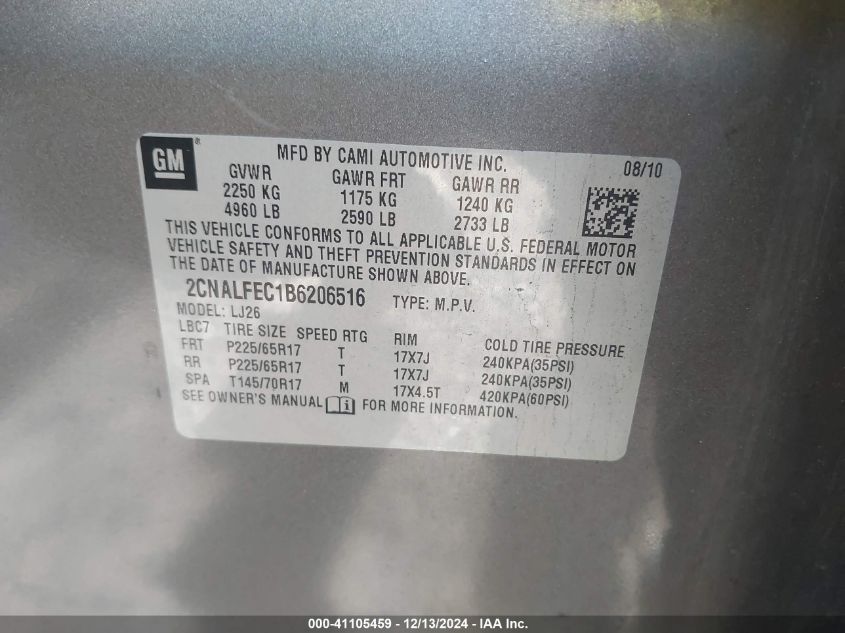 GM®
MFD BY CAMI AUTOMOTIVE INC.
08/10
GVWR GAWR FRT GAWR RR
2250 KG 1175 KG 1240 KG
4960 LB 2590 LB 2733 LB
THIS VEHICLE CONFORMS TO ALL APPLICABLE U.S. FEDERAL MOTOR
VEHICLE SAFETY AND THEFT PREVENTION STANDARDS IN EFFECT ON
THE DATE OF MANUFACTURE SHOWN ABOVE.
2CNALFEC1B6206516 TYPE: M.P.V.
MODEL: LJ26
LBC7 TIRE SIZE SPEED RTG RIM COLD TIRE PRESSURE
FRT P225/65R17 T 17X7J 240KPA(35PSI)
RR P225/65R17 T 17X7J 240KPA(35PSI)
SPA T145/70R17 M 17X4.5T 420KPA(60PSI)
SEE OWNER'S MANUAL i FOR MORE INFORMATION.
000-41105459 - 12/13/2024 - IAA, Inc.